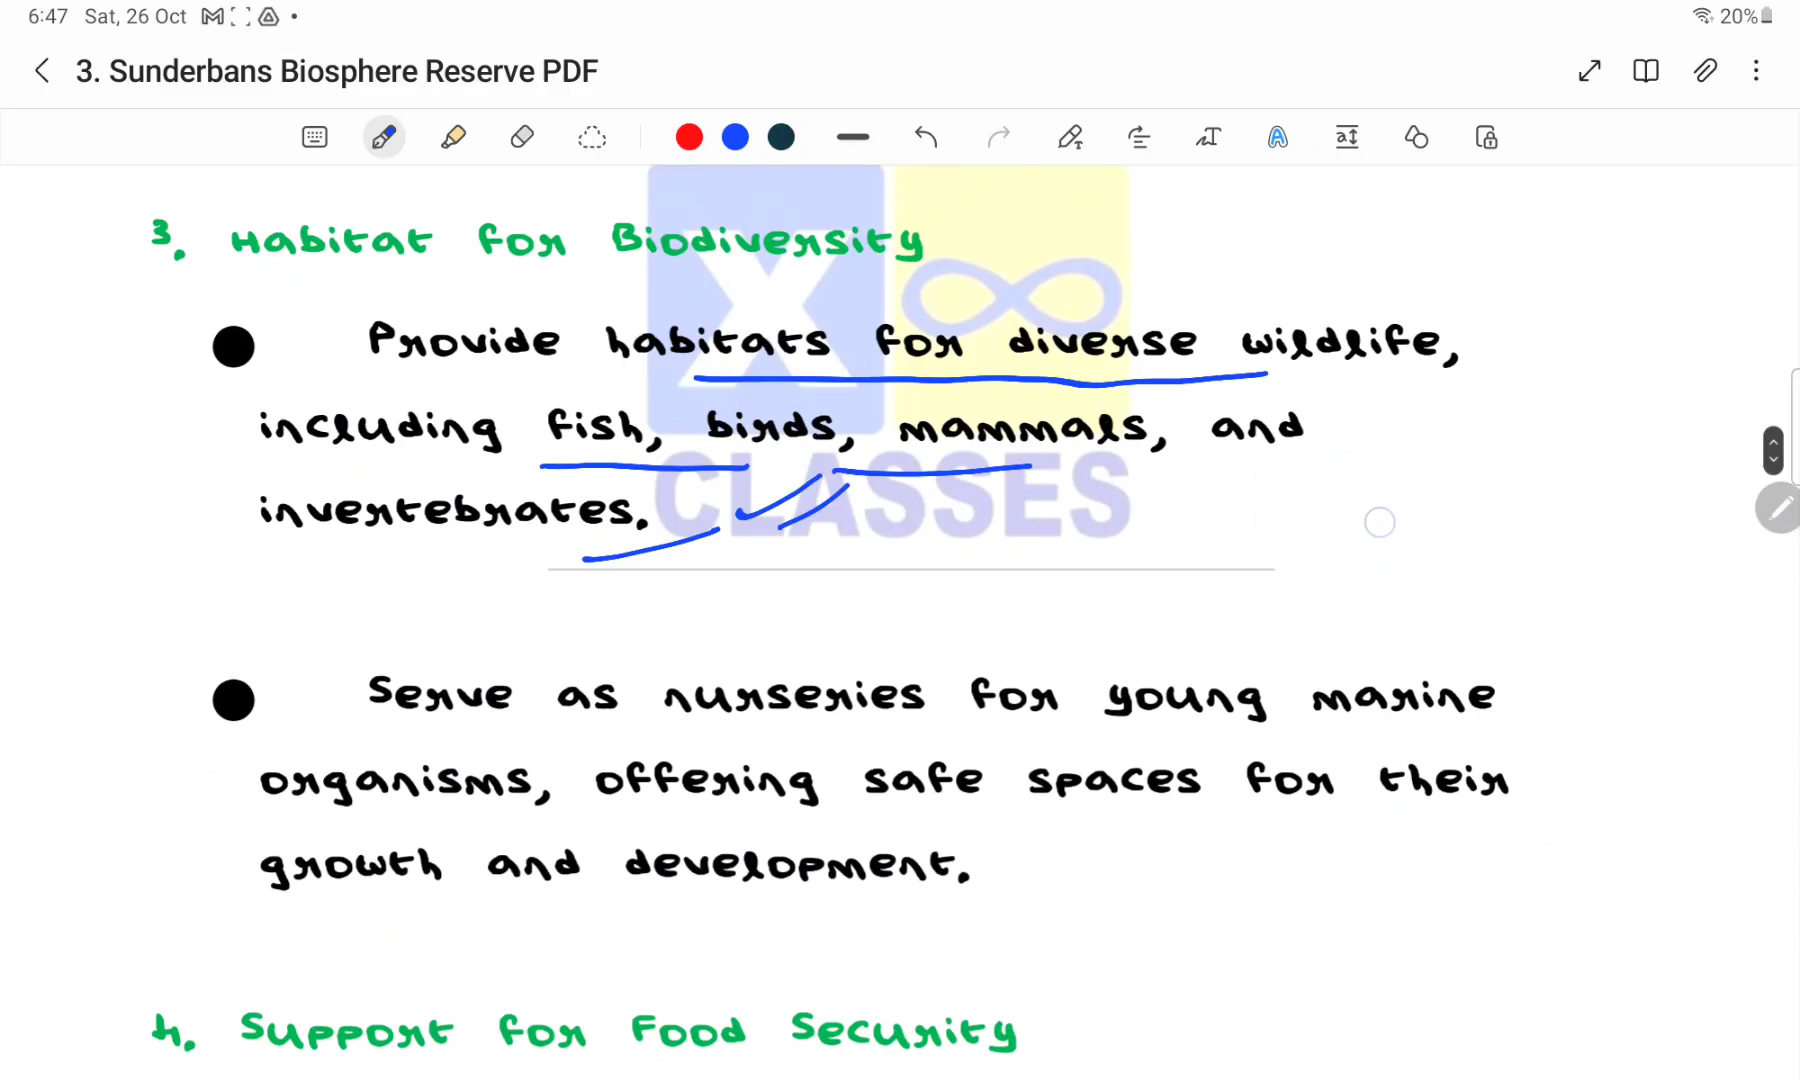 6:47 Sat, 26 Oct 20%
3. Sunderbans Biosphere Reserve PDF
3. Habitat for Biodiversity
Provide habitats for diverse wildlife,
including fish, birds, mammals, and
invertebrates.
X
CLASSES
Serve as nurseries for young marine
organisms, offering safe spaces for their
growth and development.
4. Support for Food Security